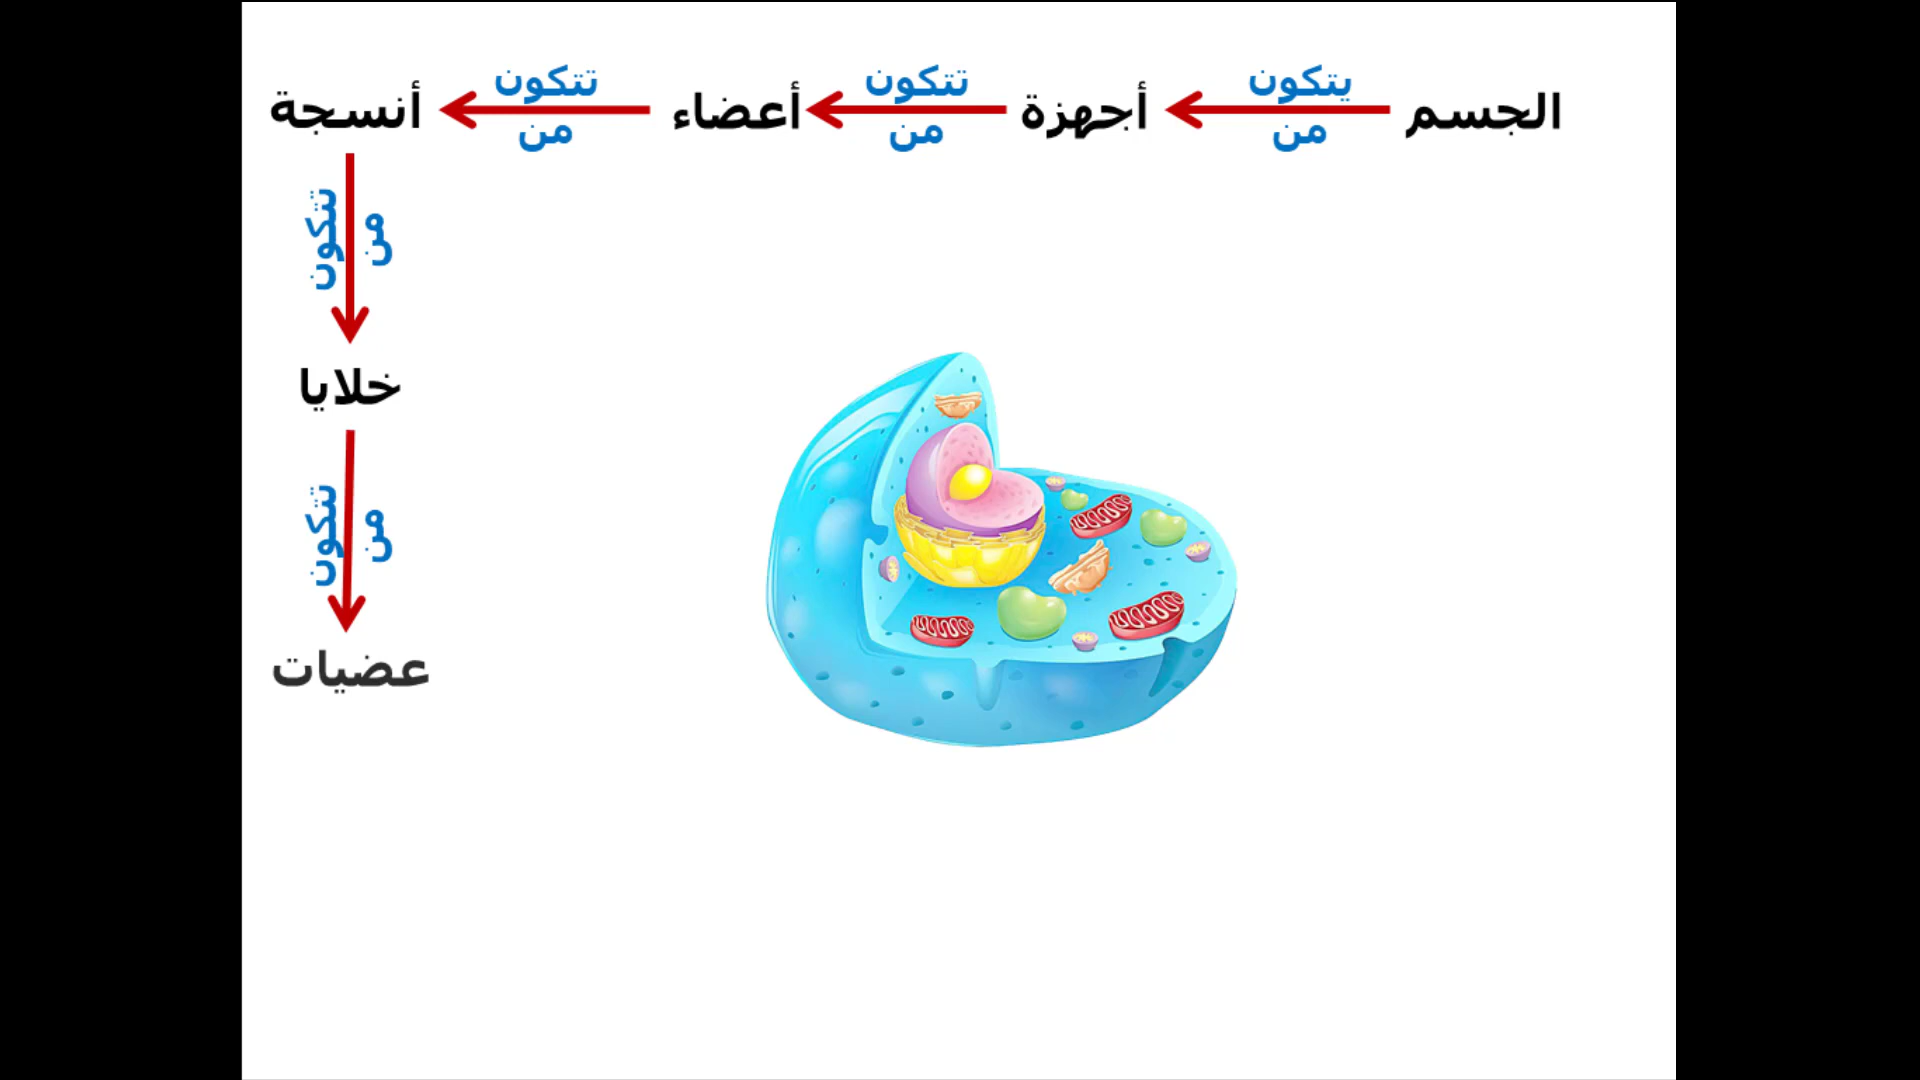 الجسم
يتكون
من
أجهزة
تتكون
من
أعضاء
تتكون
من
أنسجة
تتكون
من
خلايا
تتكون
من
عضيات